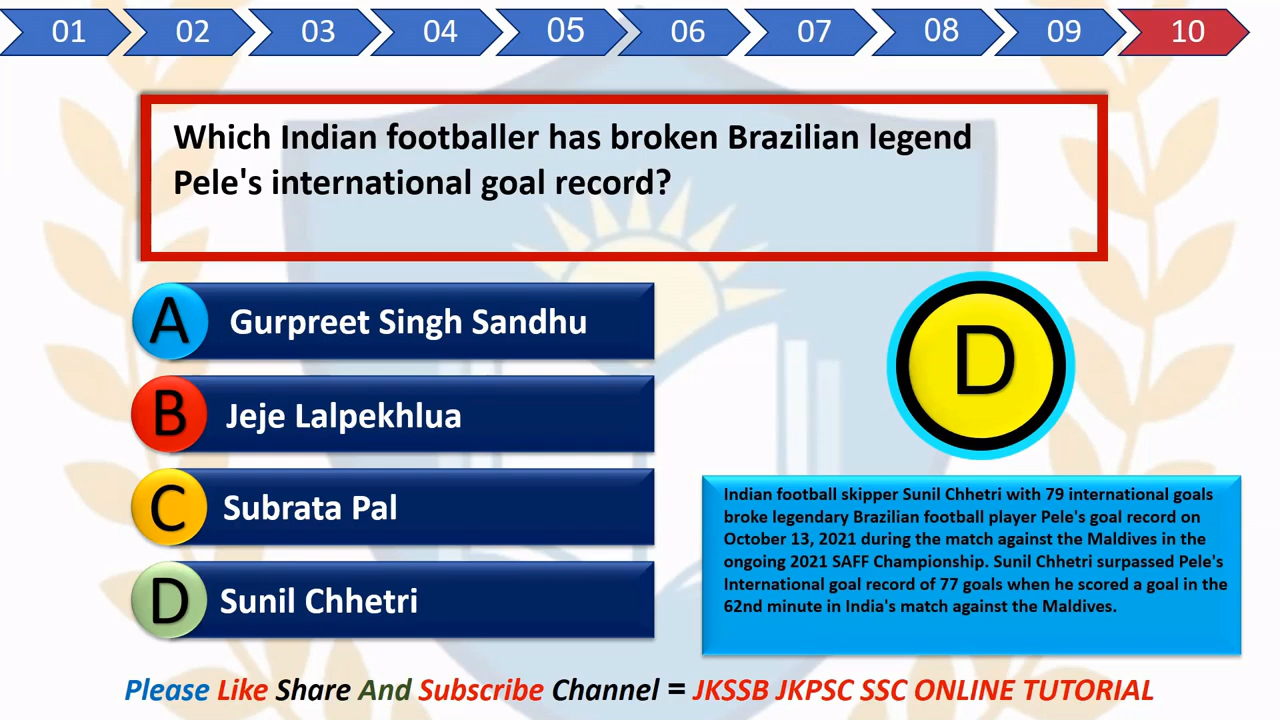 01 02 03 04 05 06 07 08 09 10
Which Indian footballer has broken Brazilian legend
Pele's international goal record?
A Gurpreet Singh Sandhu
B Jeje Lalpekhlua
C Subrata Pal
D Sunil Chhetri
D
Indian football skipper Sunil Chhetri with 79 international goals
broke legendary Brazilian football player Pele's goal record on
October 13, 2021 during the match against the Maldives in the
ongoing 2021 SAFF Championship. Sunil Chhetri surpassed Pele's
International goal record of 77 goals when he scored a goal in the
62nd minute in India's match against the Maldives.
Please Like Share And Subscribe Channel = JKSSB JKPSC SSC ONLINE TUTORIAL